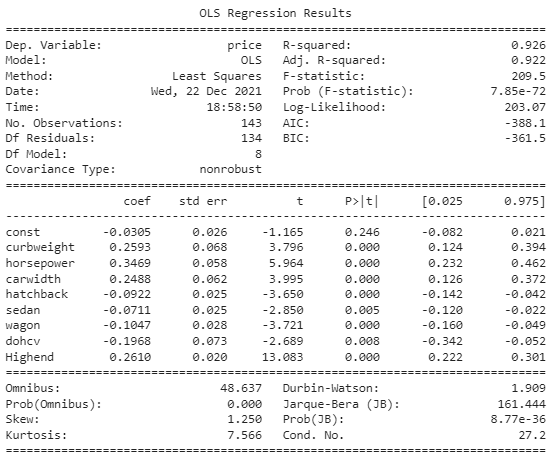 OLS Regression Results
==============================================================================
Dep. Variable:                  price   R-squared:                       0.926
Model:                            OLS   Adj. R-squared:                  0.922
Method:                 Least Squares   F-statistic:                     209.5
Date:                Wed, 22 Dec 2021   Prob (F-statistic):           7.85e-72
Time:                        18:58:50   Log-Likelihood:                 203.07
No. Observations:                 143   AIC:                            -388.1
Df Residuals:                     134   BIC:                            -361.5
Df Model:                           8
Covariance Type:            nonrobust
==============================================================================
                 coef    std err          t      P>|t|      [0.025      0.975]
------------------------------------------------------------------------------
const         -0.0305      0.026     -1.165      0.246      -0.082       0.021
curbweight     0.2593      0.068      3.796      0.000       0.124       0.394
horsepower     0.3469      0.058      5.964      0.000       0.232       0.462
carwidth       0.2488      0.062      3.995      0.000       0.126       0.372
hatchback     -0.0922      0.025     -3.650      0.000      -0.142      -0.042
sedan         -0.0711      0.025     -2.850      0.005      -0.120      -0.022
wagon         -0.1047      0.028     -3.721      0.000      -0.160      -0.049
dohcv         -0.1968      0.073     -2.689      0.008      -0.342      -0.052
Highend        0.2610      0.020     13.083      0.000       0.222       0.301
==============================================================================
Omnibus:                       48.637   Durbin-Watson:                   1.909
Prob(Omnibus):                  0.000   Jarque-Bera (JB):              161.444
Skew:                           1.250   Prob(JB):                     8.77e-36
Kurtosis:                       7.566   Cond. No.                         27.2
==============================================================================